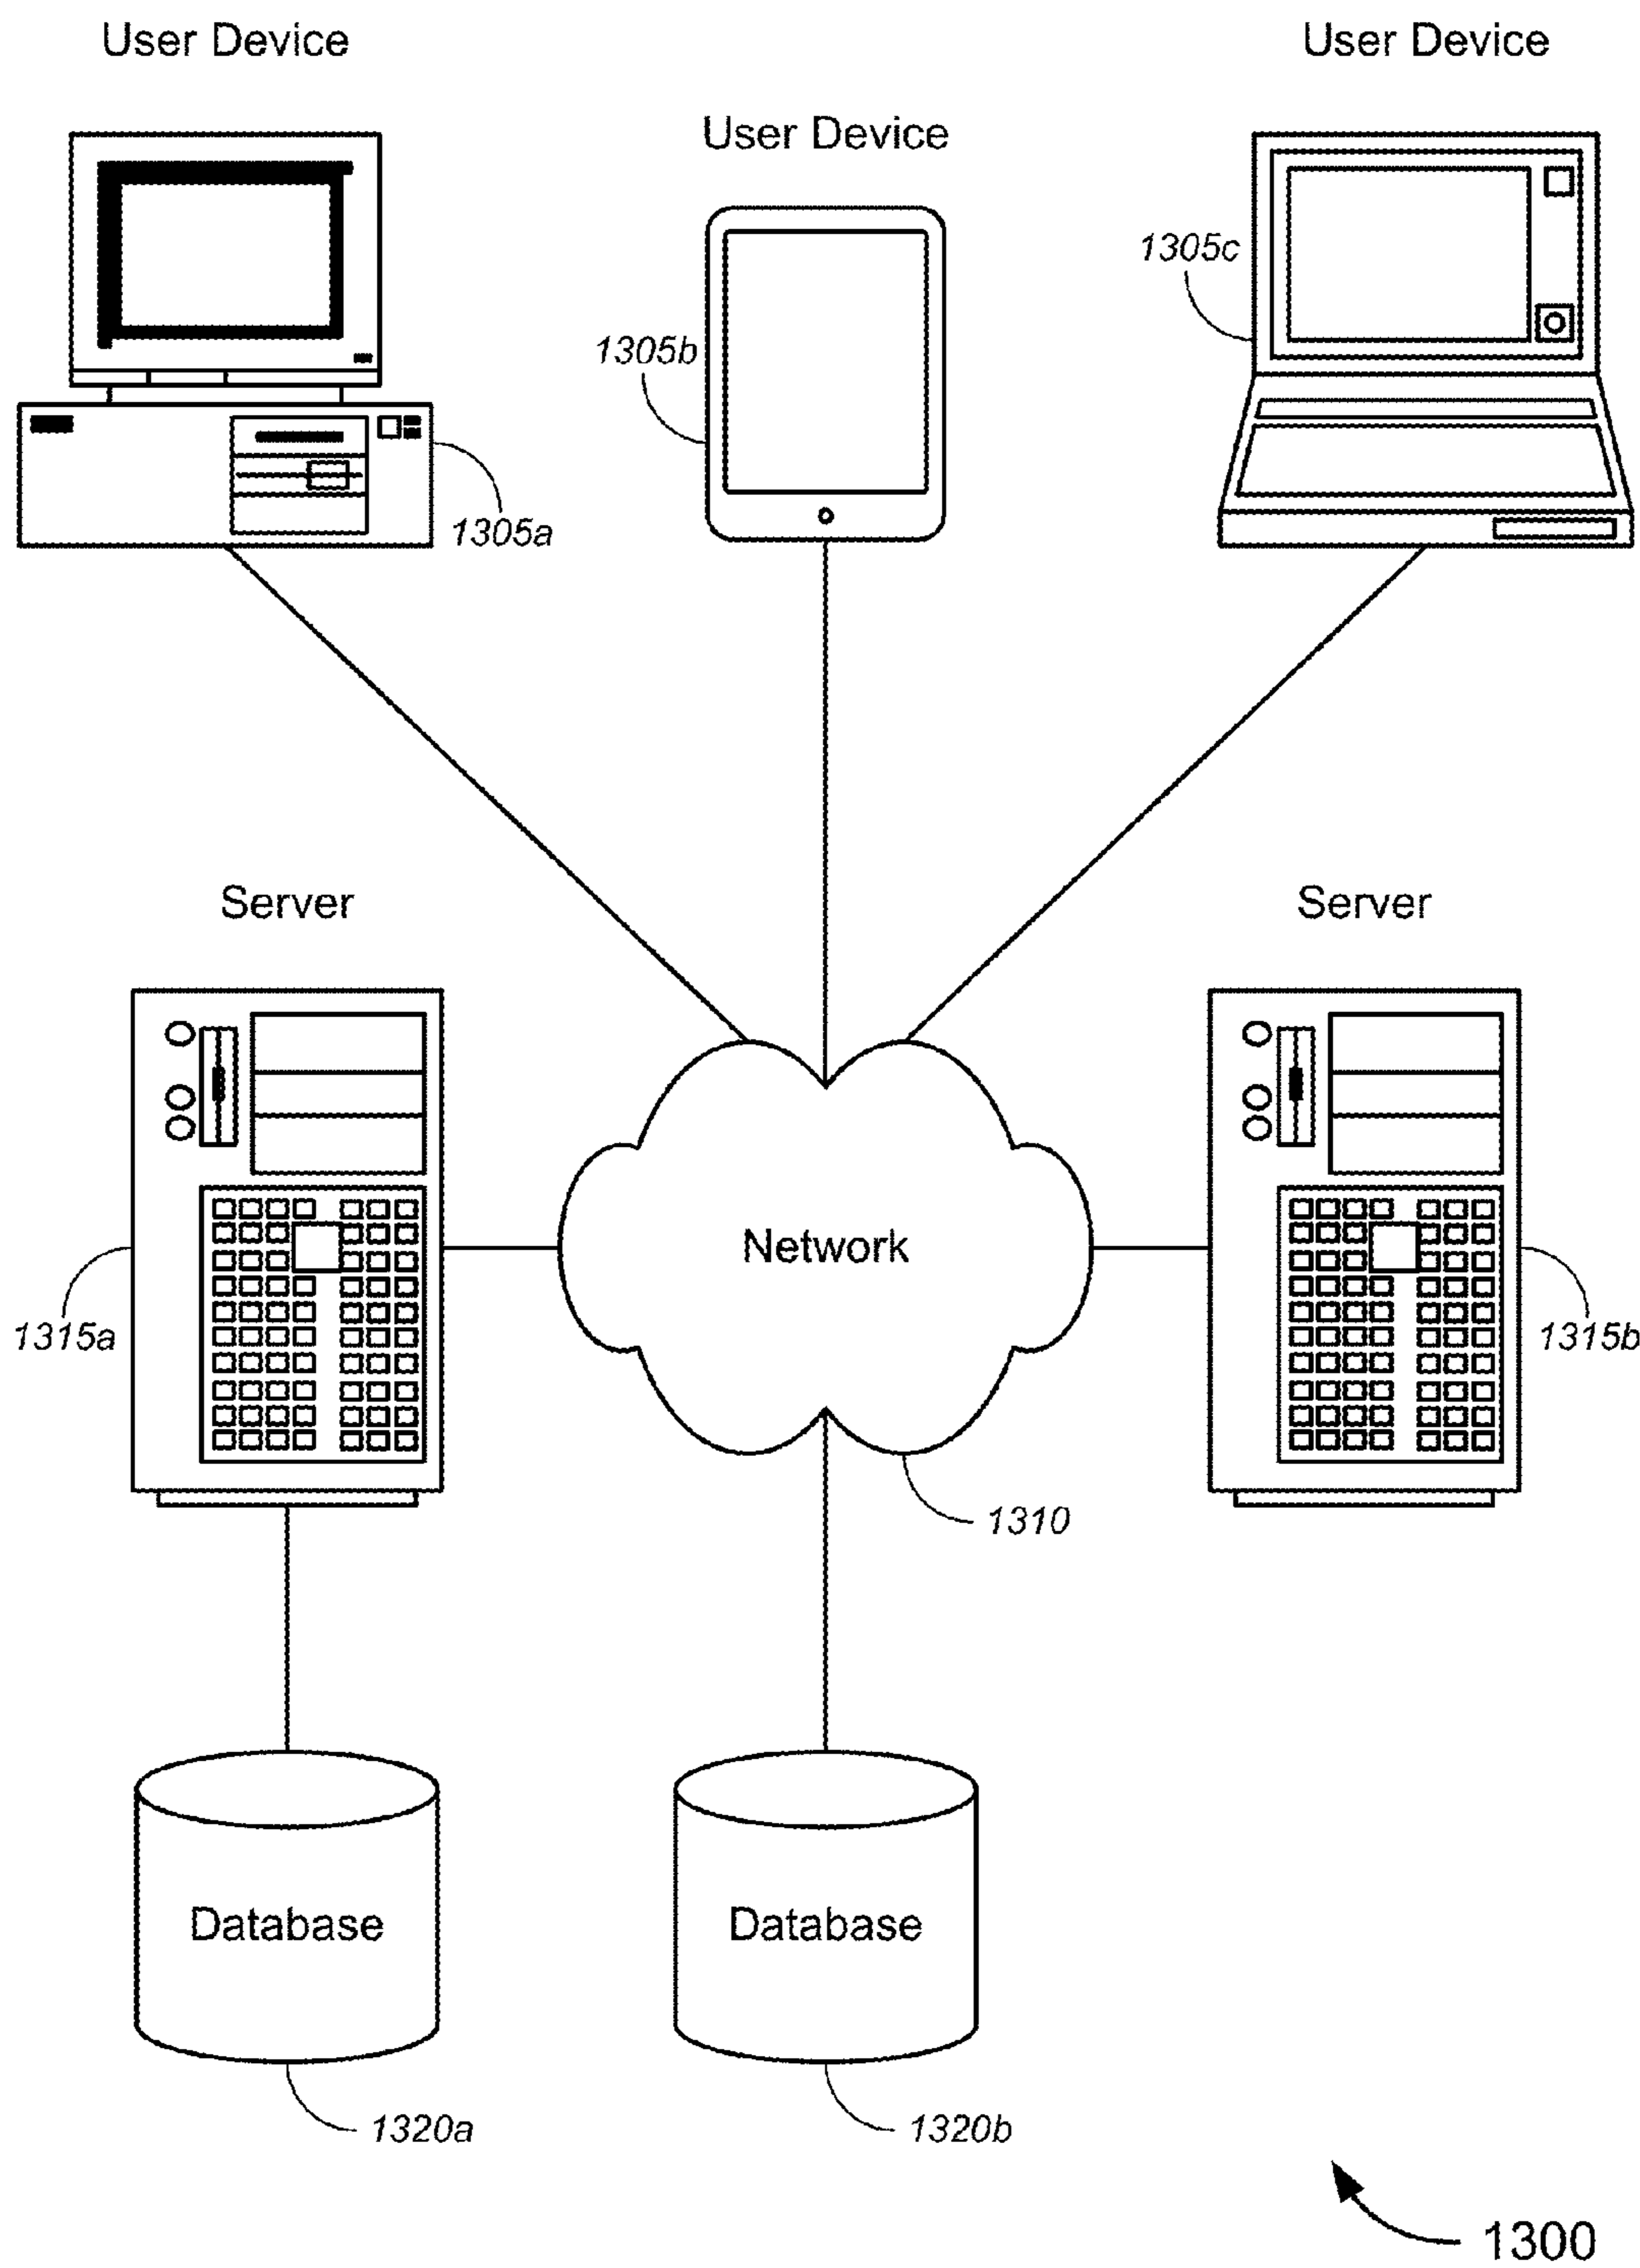 User Device
User Device
User Device
1305c
1305b
1305a
Server
Server
Network
1315a
1315b
1310
Database
Database
1320a
1320b
1300